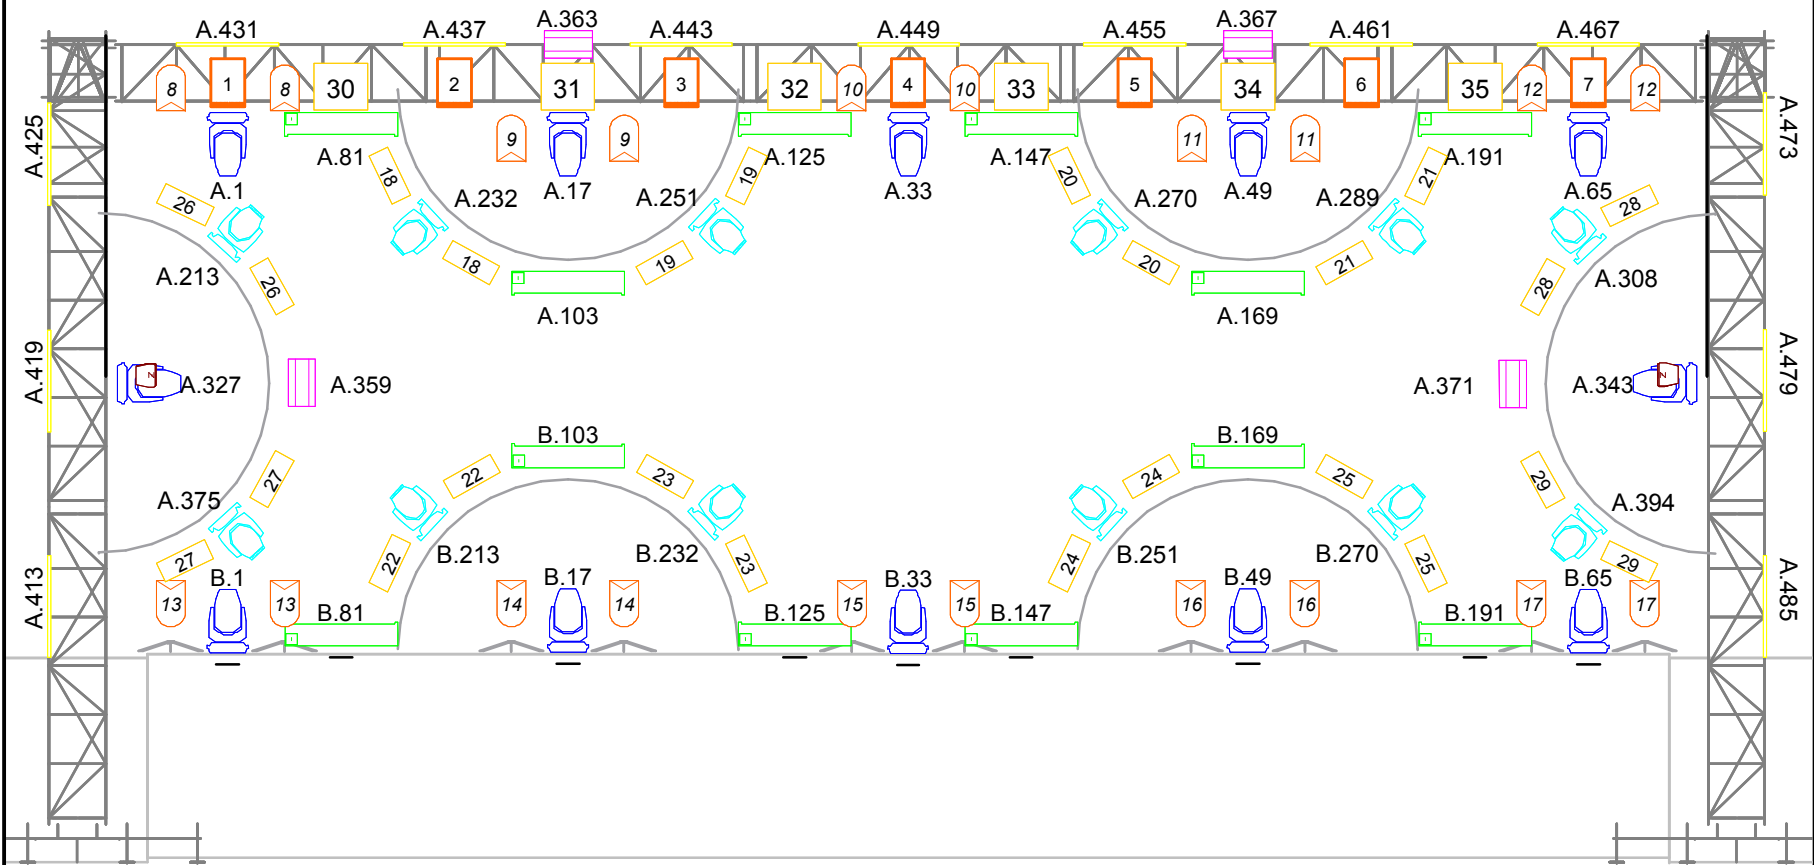 A.431 A.437 A.363 A.443 A.449 A.455 A.367 A.461 A.467
8 1 8 30 2 31 3 32 10 4 10 33 5 34 6 35 12 7 12
A.425 9 9 11 11 A.473
A.81 18 19 A.125 A.147 20 21 A.191
A.1 A.232 A.17 A.251 A.33 A.270 A.49 A.289 A.65
26 28
18 19 20 21
A.213 26 28 A.308
A.103 A.169
A.419 A.327 Z A.359 A.371 A.343 Z A.479
B.103 B.169
27 22 23 24 25 29
A.375 A.394
27 22 B.213 B.232 23 24 B.251 B.270 25 29
A.413 13 B.1 13 14 B.17 14 15 B.33 15 16 B.49 16 17 B.65 17 A.485
B.81 B.125 B.147 B.191